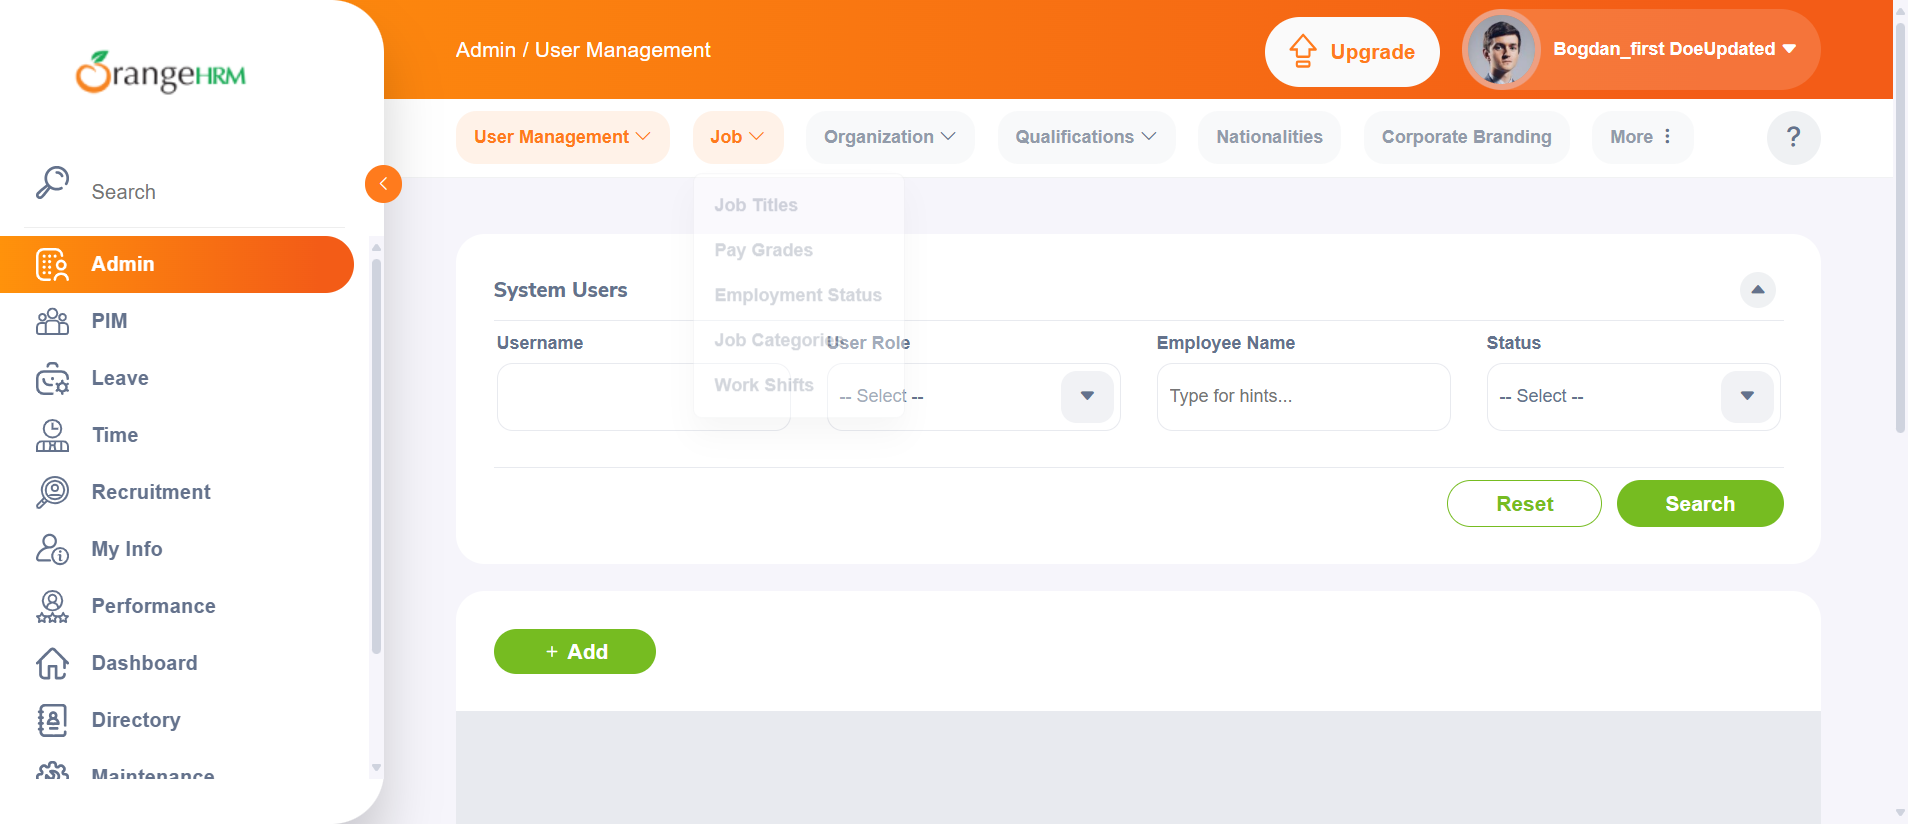 OrangeHRM
Admin / User Management
Upgrade
Bogdan_first DoeUpdated
User Management
Job
Organization
Qualifications
Nationalities
Corporate Branding
More
?
Search
Admin
PIM
Leave
Time
Recruitment
My Info
Performance
Dashboard
Directory
Maintenance
Job Titles
Pay Grades
Employment Status
Job Categories
Work Shifts
System Users
Username
User Role
Employee Name
Status
-- Select --
Type for hints...
-- Select --
Reset
Search
+ Add